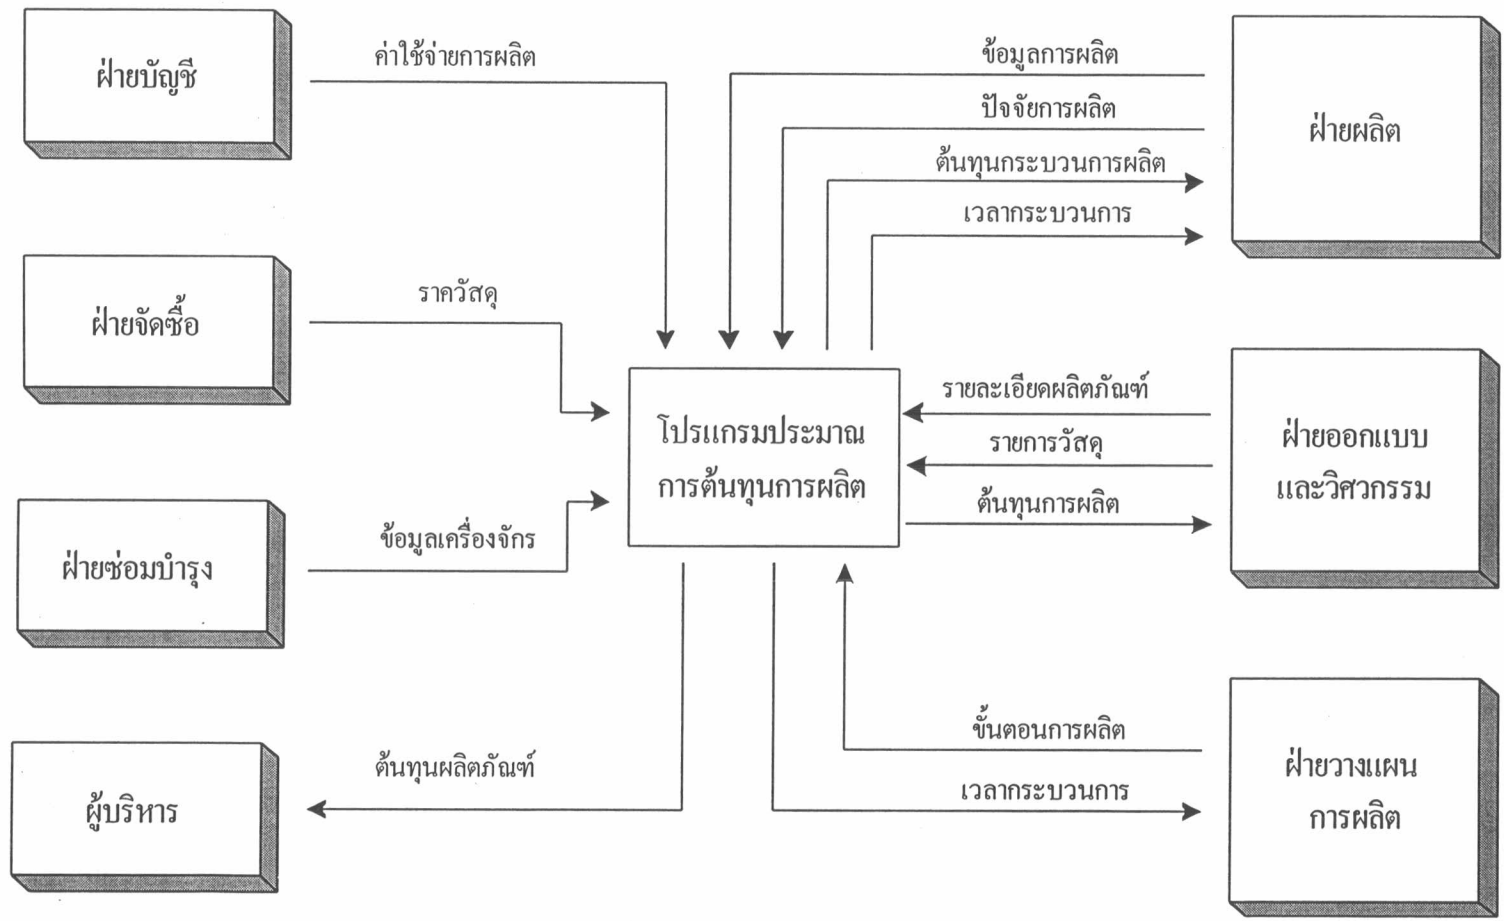 ฝ่ายบัญชี
ค่าใช้จ่ายการผลิต
ข้อมูลการผลิต
ปัจจัยการผลิต
ต้นทุนกระบวนการผลิต
เวลากระบวนการ
ฝ่ายผลิต
ฝ่ายจัดซื้อ
ราควัสดุ
โปรแกรมประมาณ
การต้นทุนการผลิต
รายละเอียดผลิตภัณฑ์
รายการวัสดุ
ต้นทุนการผลิต
ฝ่ายออกแบบ
และวิศวกรรม
ฝ่ายซ่อมบำรุง
ข้อมูลเครื่องจักร
ผู้บริหาร
ต้นทุนผลิตภัณฑ์
ขั้นตอนการผลิต
เวลากระบวนการ
ฝ่ายวางแผน
การผลิต